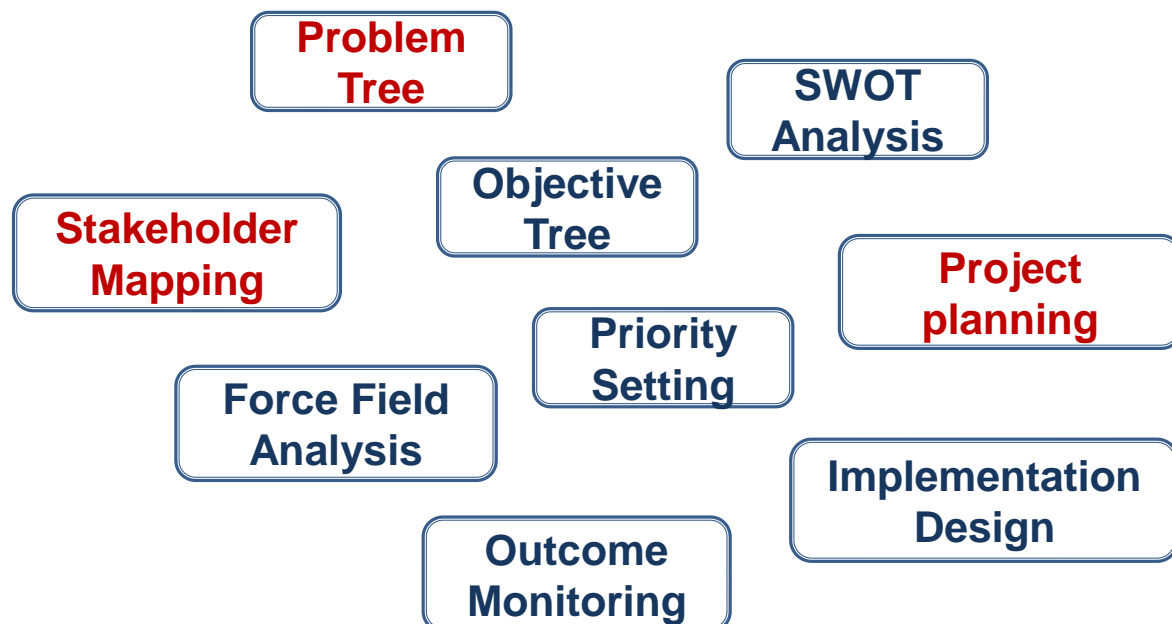 Problem
Tree
SWOT
Analysis
Objective
Tree
Stakeholder
Mapping
Project
planning
Priority
Setting
Force Field
Analysis
Implementation
Design
Outcome
Monitoring